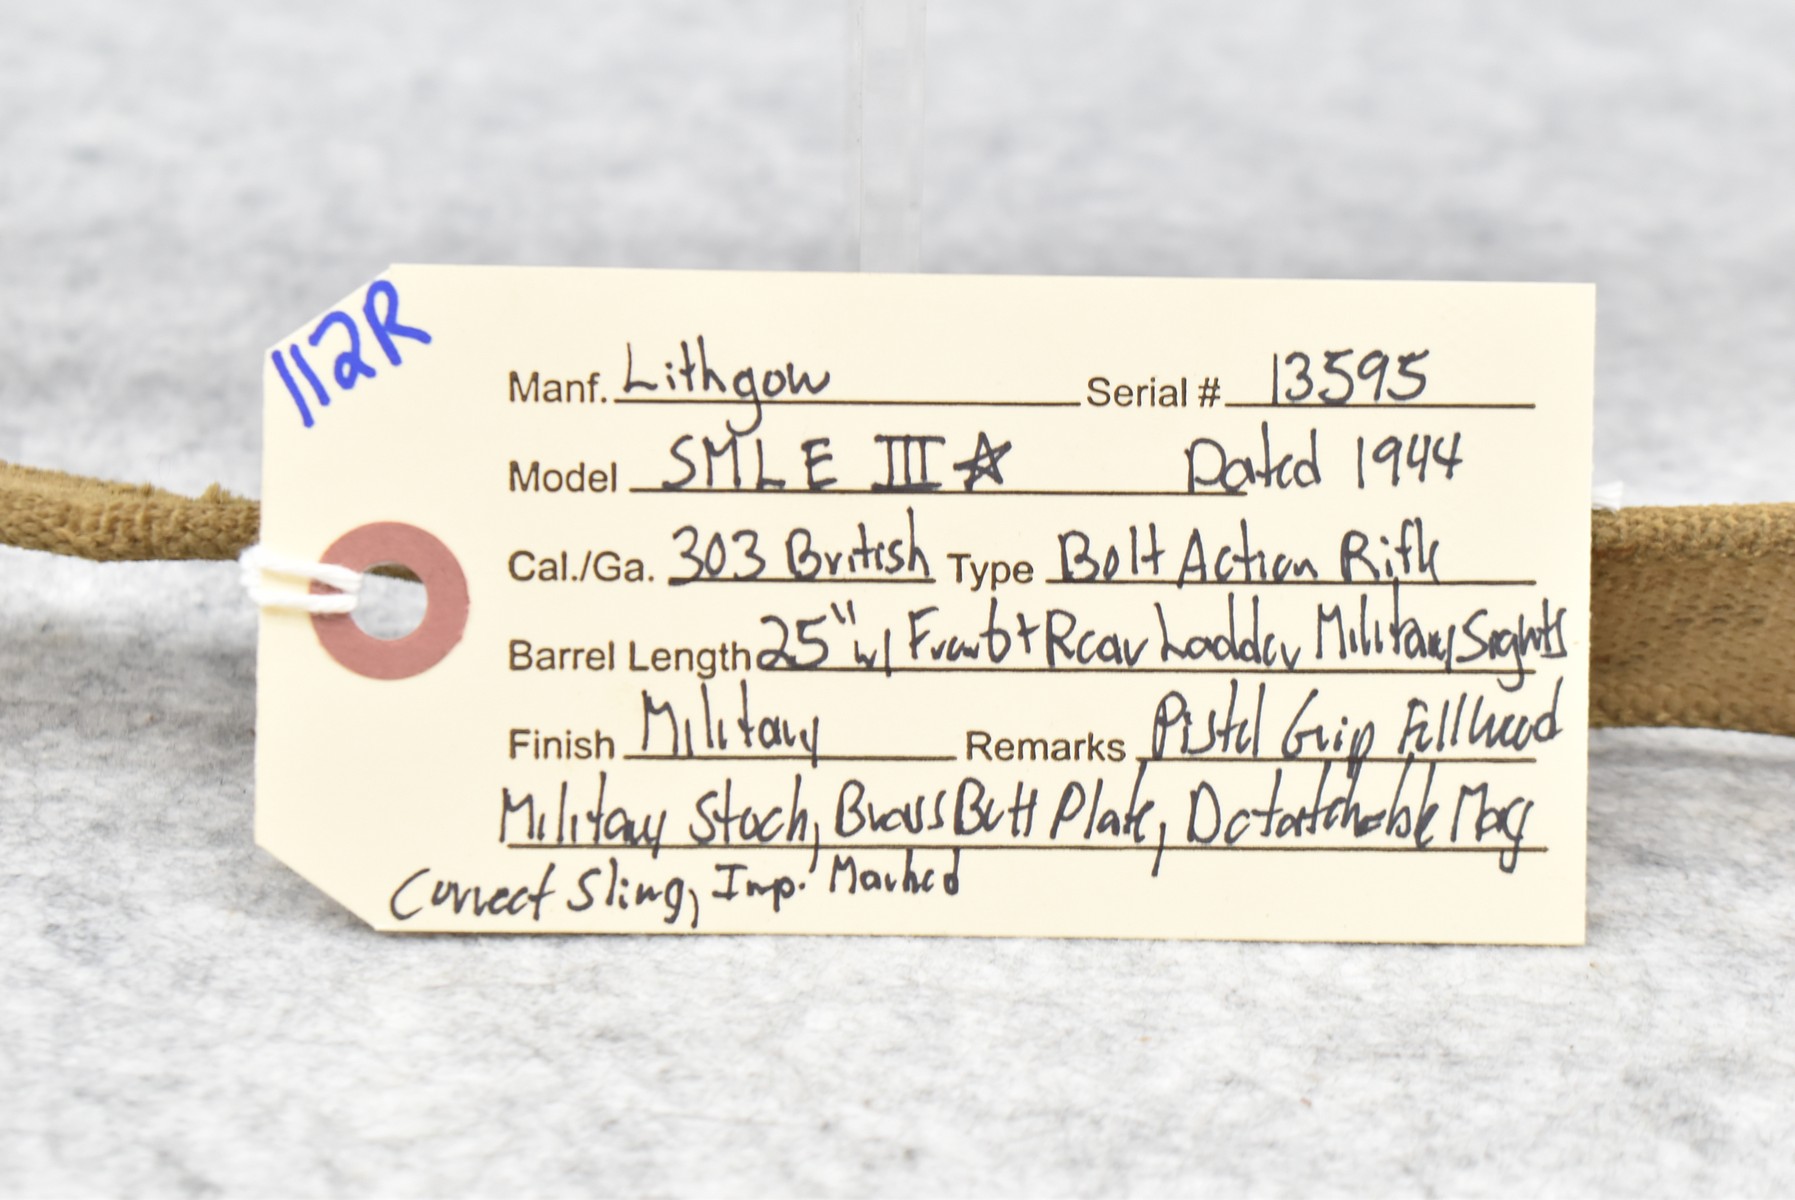 112R
Manf. Lithgow Serial # 13595
Model SMLE III☆ Dated 1944
Cal./Ga. 303 British Type Bolt Action Rifle
Barrel Length 25" w/ Front + Rear Ladder Military Sights
Finish Military Remarks Pistol Grip Fullwood
Military Stock, Brass Butt Plate, Detatchable Mag
Correct Sling, Imp. Marked